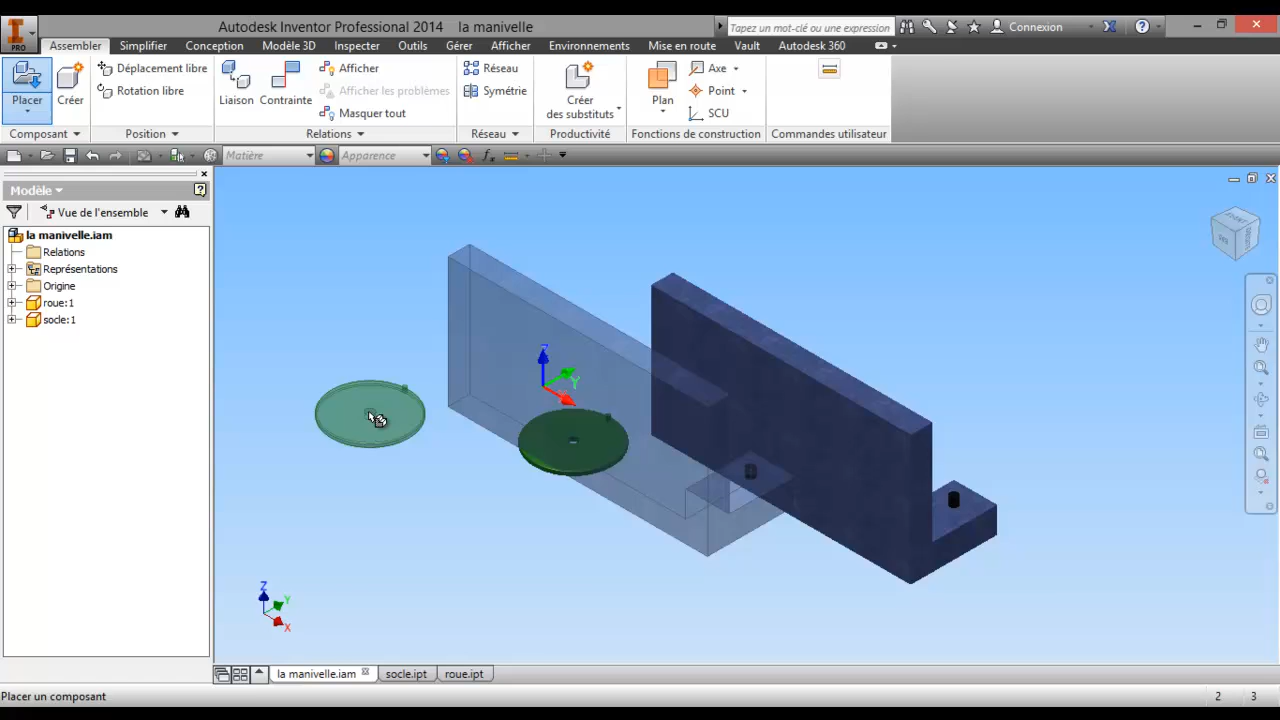 Autodesk Inventor Professional 2014 la manivelle
Tapez un mot-clé ou une expression
Connexion
PRO
Assembler Simplifier Conception Modèle 3D Inspecter Outils Gérer Afficher Environnements Mise en route Vault Autodesk 360
Placer
Créer
Déplacement libre
Rotation libre
Liaison
Contrainte
Afficher
Afficher les problèmes
Masquer tout
Réseau
Symétrie
Créer
des substituts
Plan
Axe
Point
SCU
Composant Position Relations Réseau Productivité Fonctions de construction Commandes utilisateur
Matière Apparence fx
Modèle
Vue de l'ensemble
la manivelle.iam
Relations
Représentations
Origine
roue:1
socle:1
Z
Y
Z
Y
X
la manivelle.iam socle.ipt roue.ipt
Placer un composant 2 3